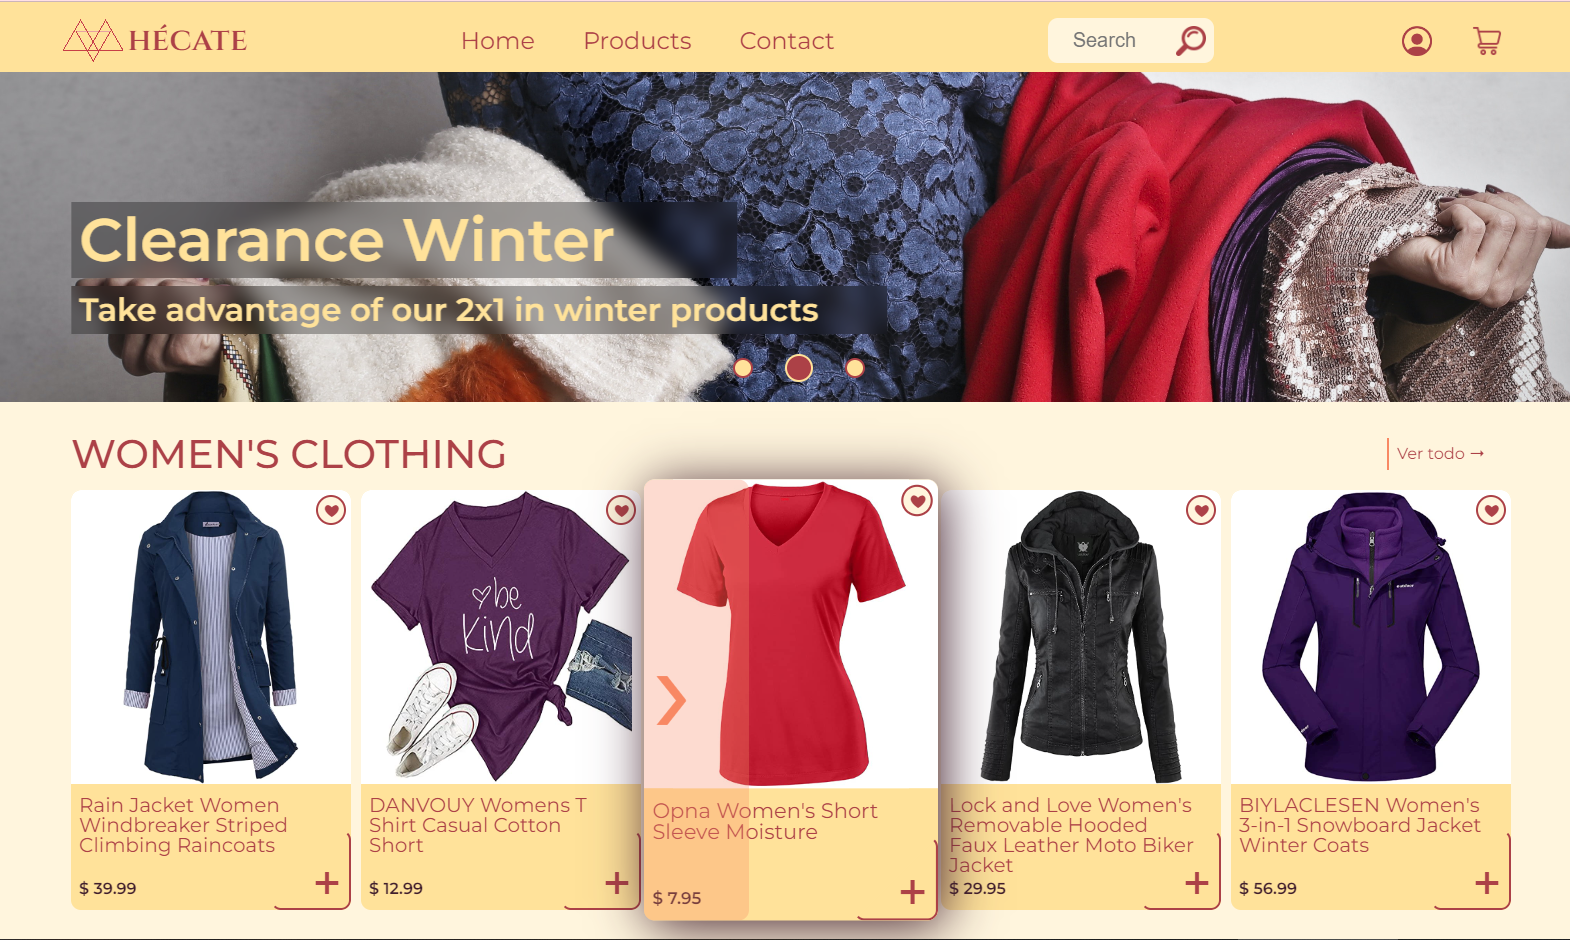 HÉCATE
Home
Products
Contact
Search
Clearance Winter
Take advantage of our 2x1 in winter products
WOMEN'S CLOTHING
Ver todo →
be
kind
Rain Jacket Women
Windbreaker Striped
Climbing Raincoats
$ 39.99
DANVOUY Womens T
Shirt Casual Cotton
Short
$ 12.99
Opna Women's Short
Sleeve Moisture
$ 7.95
Lock and Love Women's
Removable Hooded
Faux Leather Moto Biker
Jacket
$ 29.95
BIYLACLESEN Women's
3-in-1 Snowboard Jacket
Winter Coats
$ 56.99